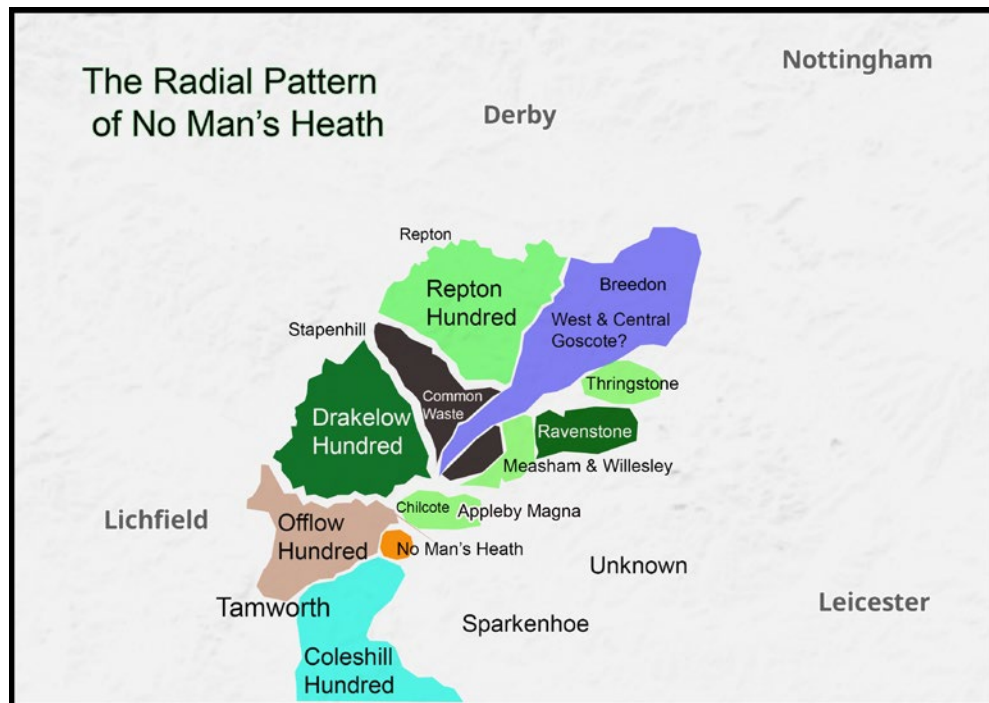 The Radial Pattern
of No Man's Heath
Nottingham
Derby
Repton
Repton
Hundred
Breedon
West & Central
Goscote?
Stapenhill
Thringstone
Common
Waste
Drakelow
Hundred
Ravenstone
Measham & Willesley
Chilcote
Appleby Magna
Lichfield
Offlow
Hundred
No Man's Heath
Unknown
Tamworth
Leicester
Sparkenhoe
Coleshill
Hundred